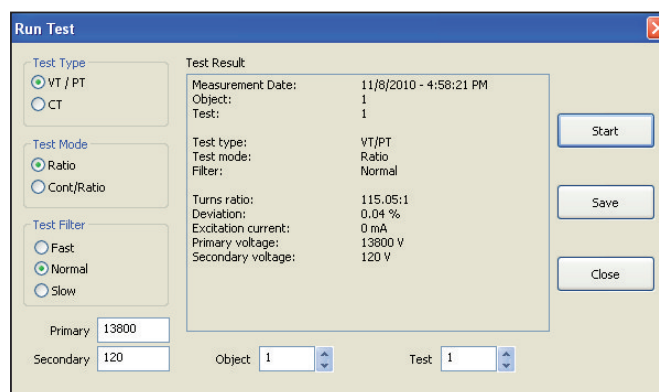 Run Test
Test Type
VT / PT
CT
Test Mode
Ratio
Cont/Ratio
Test Filter
Fast
Normal
Slow
Primary 13800
Secondary 120
Test Result
Measurement Date: 11/8/2010 - 4:58:21 PM
Object: 1
Test: 1
Test type: VT/PT
Test mode: Ratio
Filter: Normal
Turns ratio: 115.05:1
Deviation: 0.04 %
Excitation current: 0 mA
Primary voltage: 13800 V
Secondary voltage: 120 V
Object 1
Test 1
Start
Save
Close